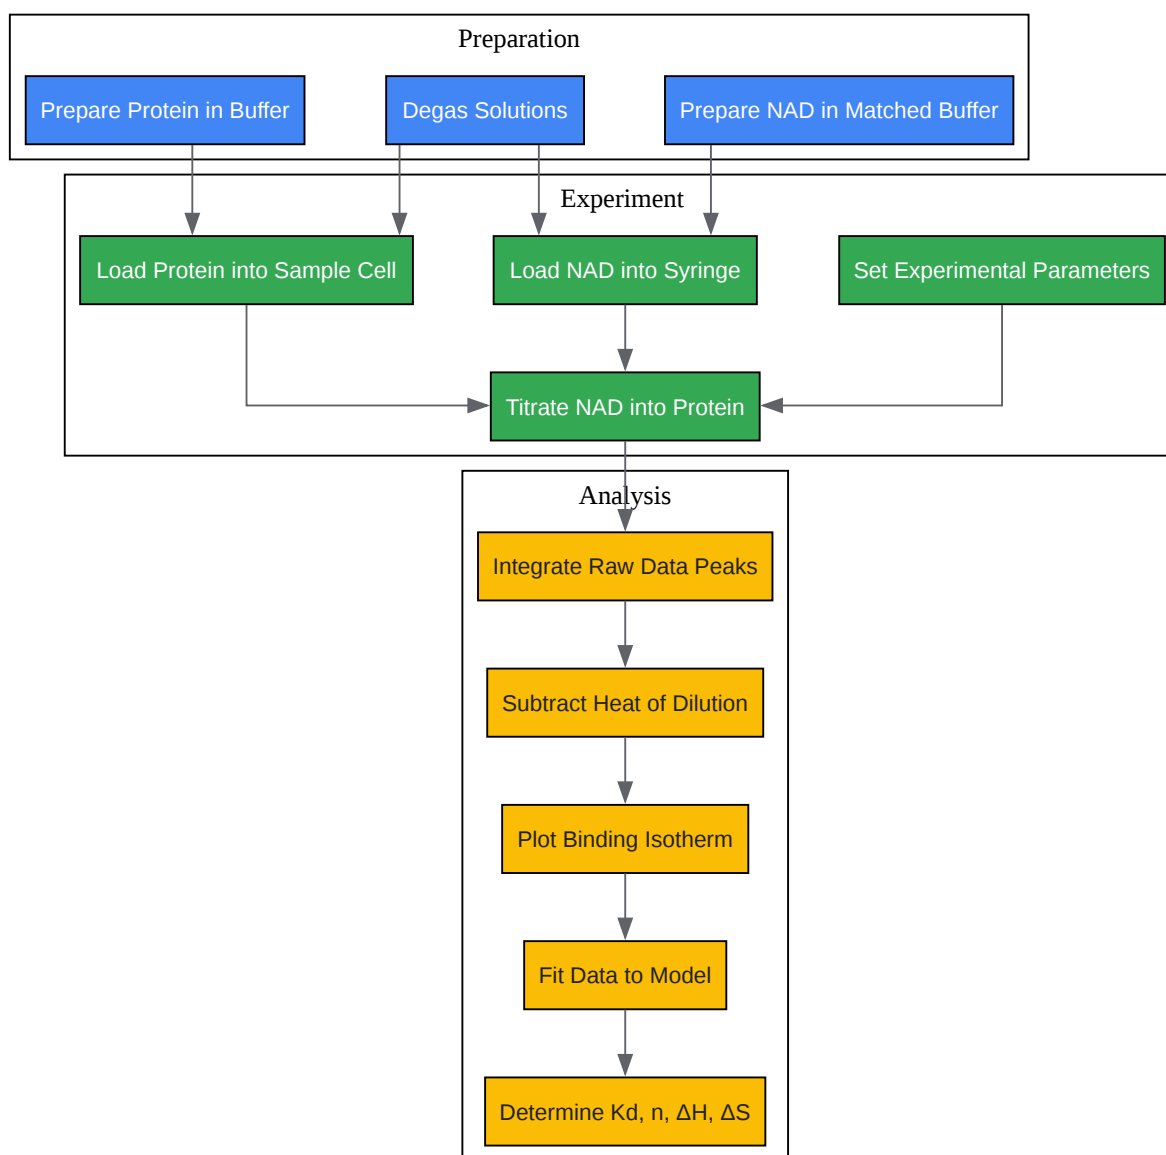 Preparation
Prepare Protein in Buffer
Degas Solutions
Prepare NAD in Matched Buffer
Experiment
Load Protein into Sample Cell
Load NAD into Syringe
Set Experimental Parameters
Titrate NAD into Protein
Analysis
Integrate Raw Data Peaks
Subtract Heat of Dilution
Plot Binding Isotherm
Fit Data to Model
Determine Kd, n, ΔH, ΔS